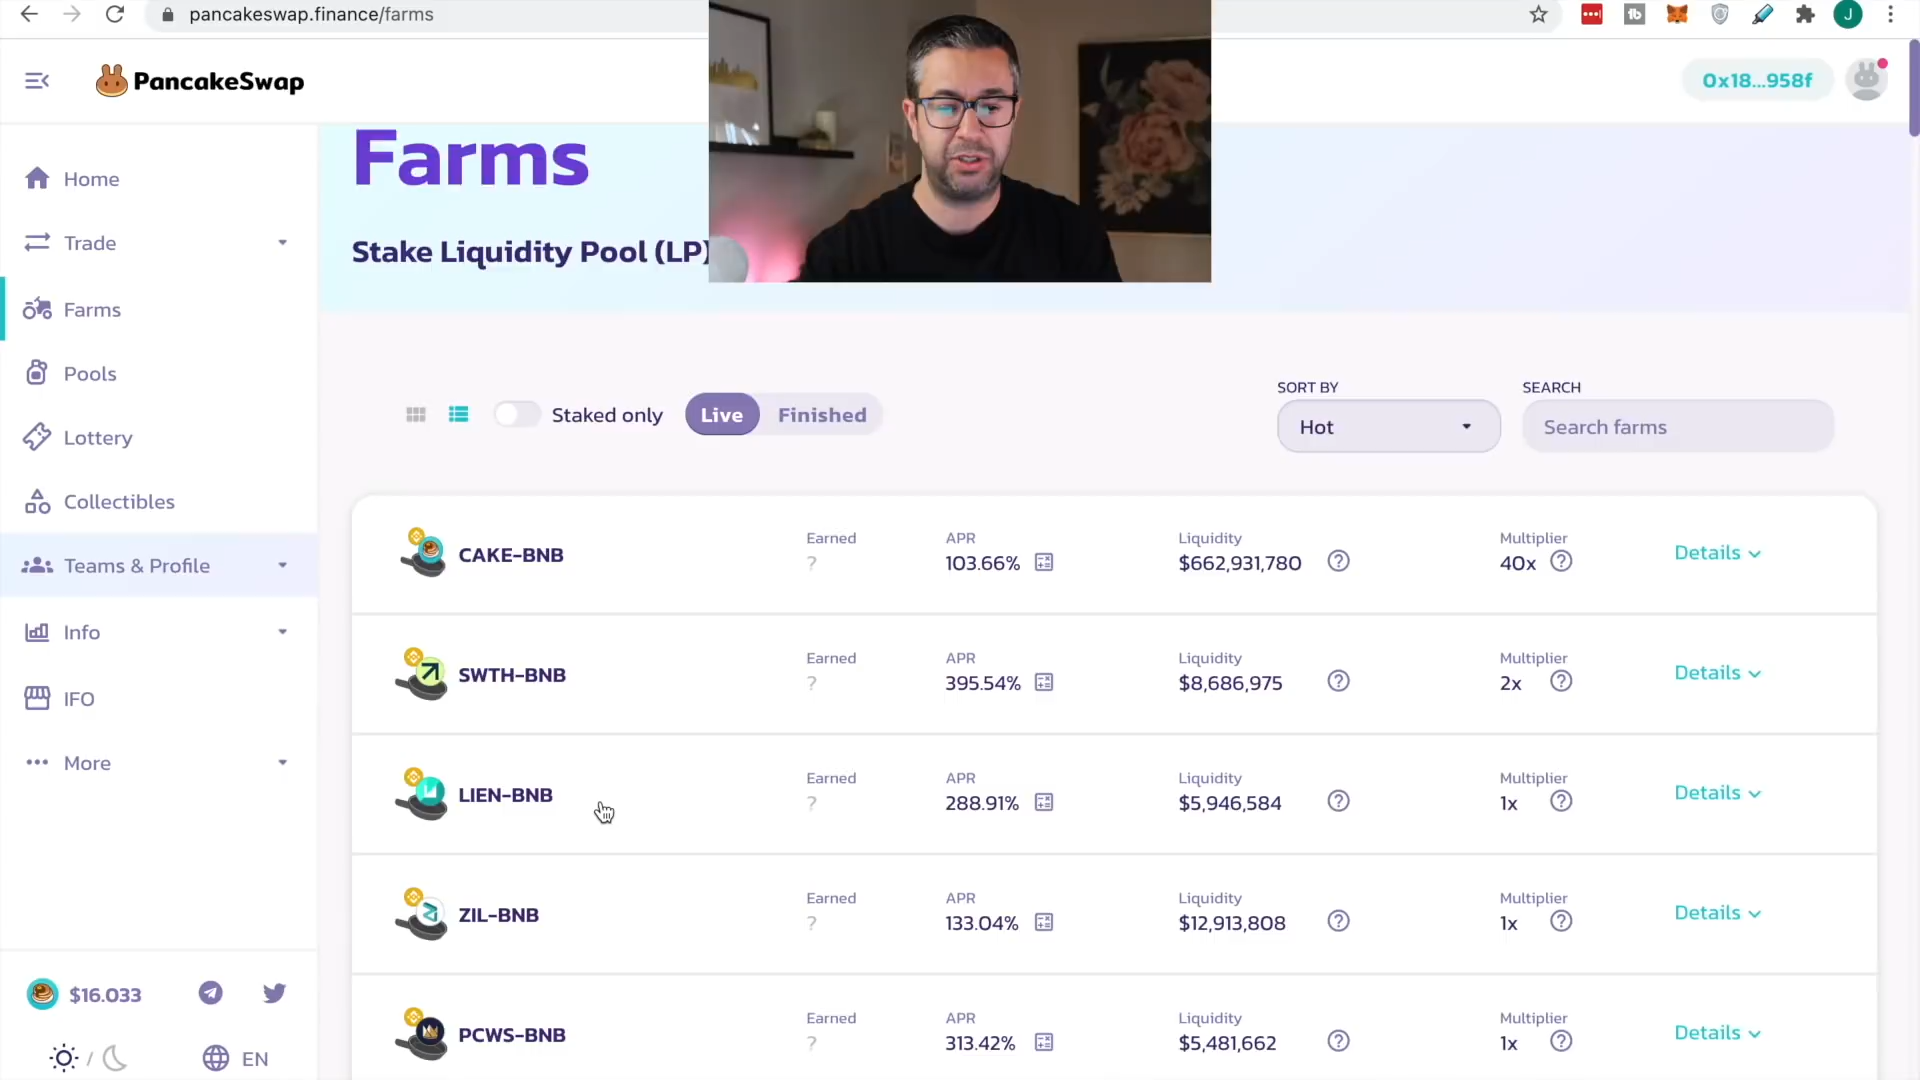 pancakeswap.finance/farms
tb
J
PancakeSwap
0x18...958f
Home
Trade
Farms
Pools
Lottery
Collectibles
Teams & Profile
Info
IFO
More
$16.033
/
EN
Farms
Stake Liquidity Pool (LP)
Staked only
Live
Finished
SORT BY
Hot
SEARCH
Search farms
CAKE-BNB
Earned
?
APR
103.66%
Liquidity
$662,931,780
?
Multiplier
40x
?
Details
SWTH-BNB
Earned
?
APR
395.54%
Liquidity
$8,686,975
?
Multiplier
2x
?
Details
LIEN-BNB
Earned
?
APR
288.91%
Liquidity
$5,946,584
?
Multiplier
1x
?
Details
ZIL-BNB
Earned
?
APR
133.04%
Liquidity
$12,913,808
?
Multiplier
1x
?
Details
PCWS-BNB
Earned
?
APR
313.42%
Liquidity
$5,481,662
?
Multiplier
1x
?
Details